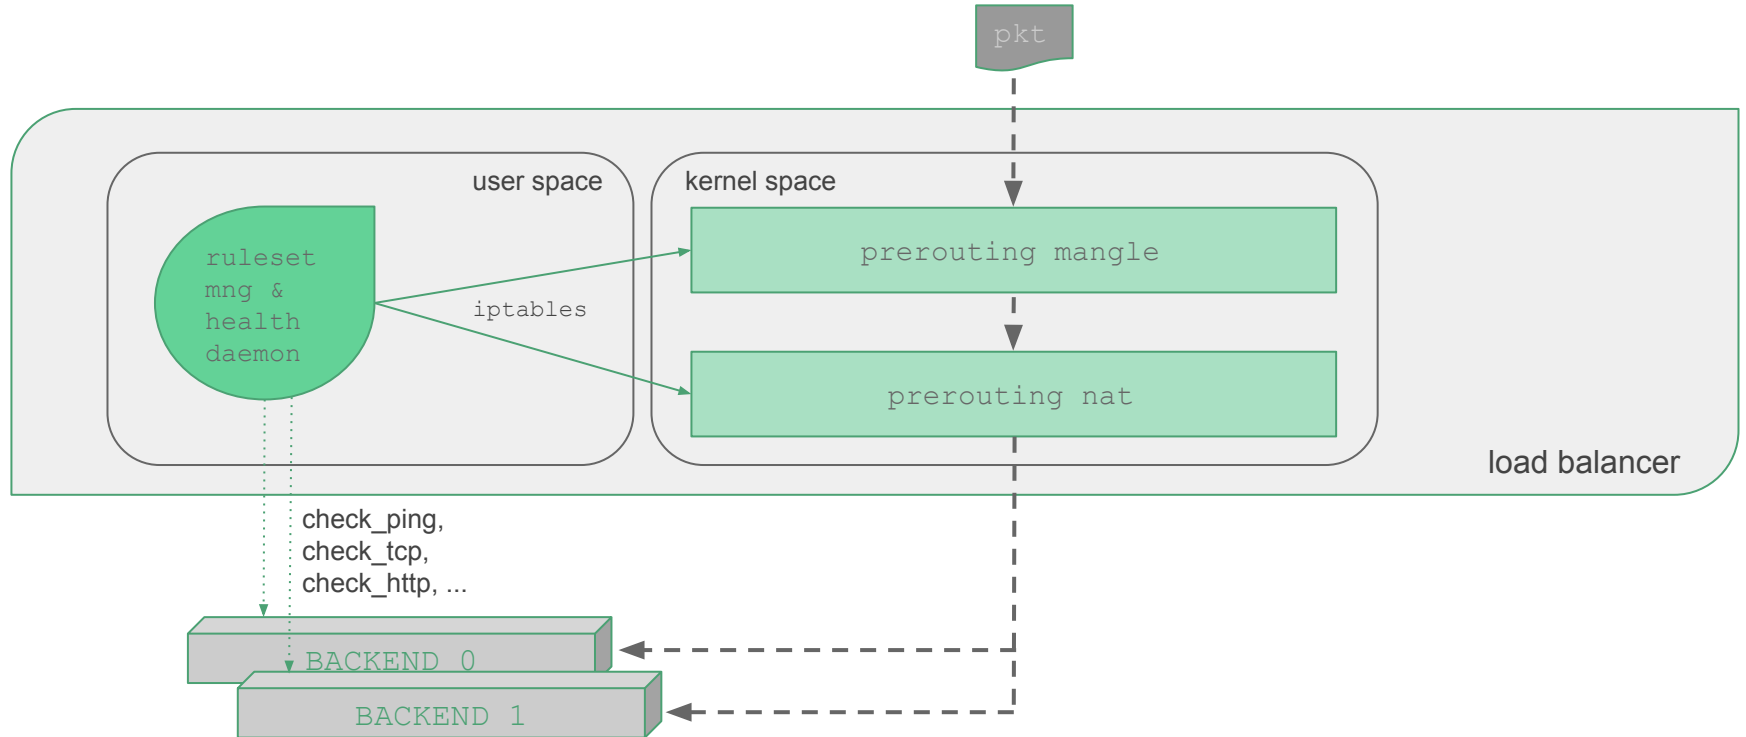 pkt
user space
kernel space
ruleset
mng &
health
daemon
iptables
prerouting mangle
prerouting nat
load balancer
check_ping,
check_tcp,
check_http, ...
BACKEND 0
BACKEND 1